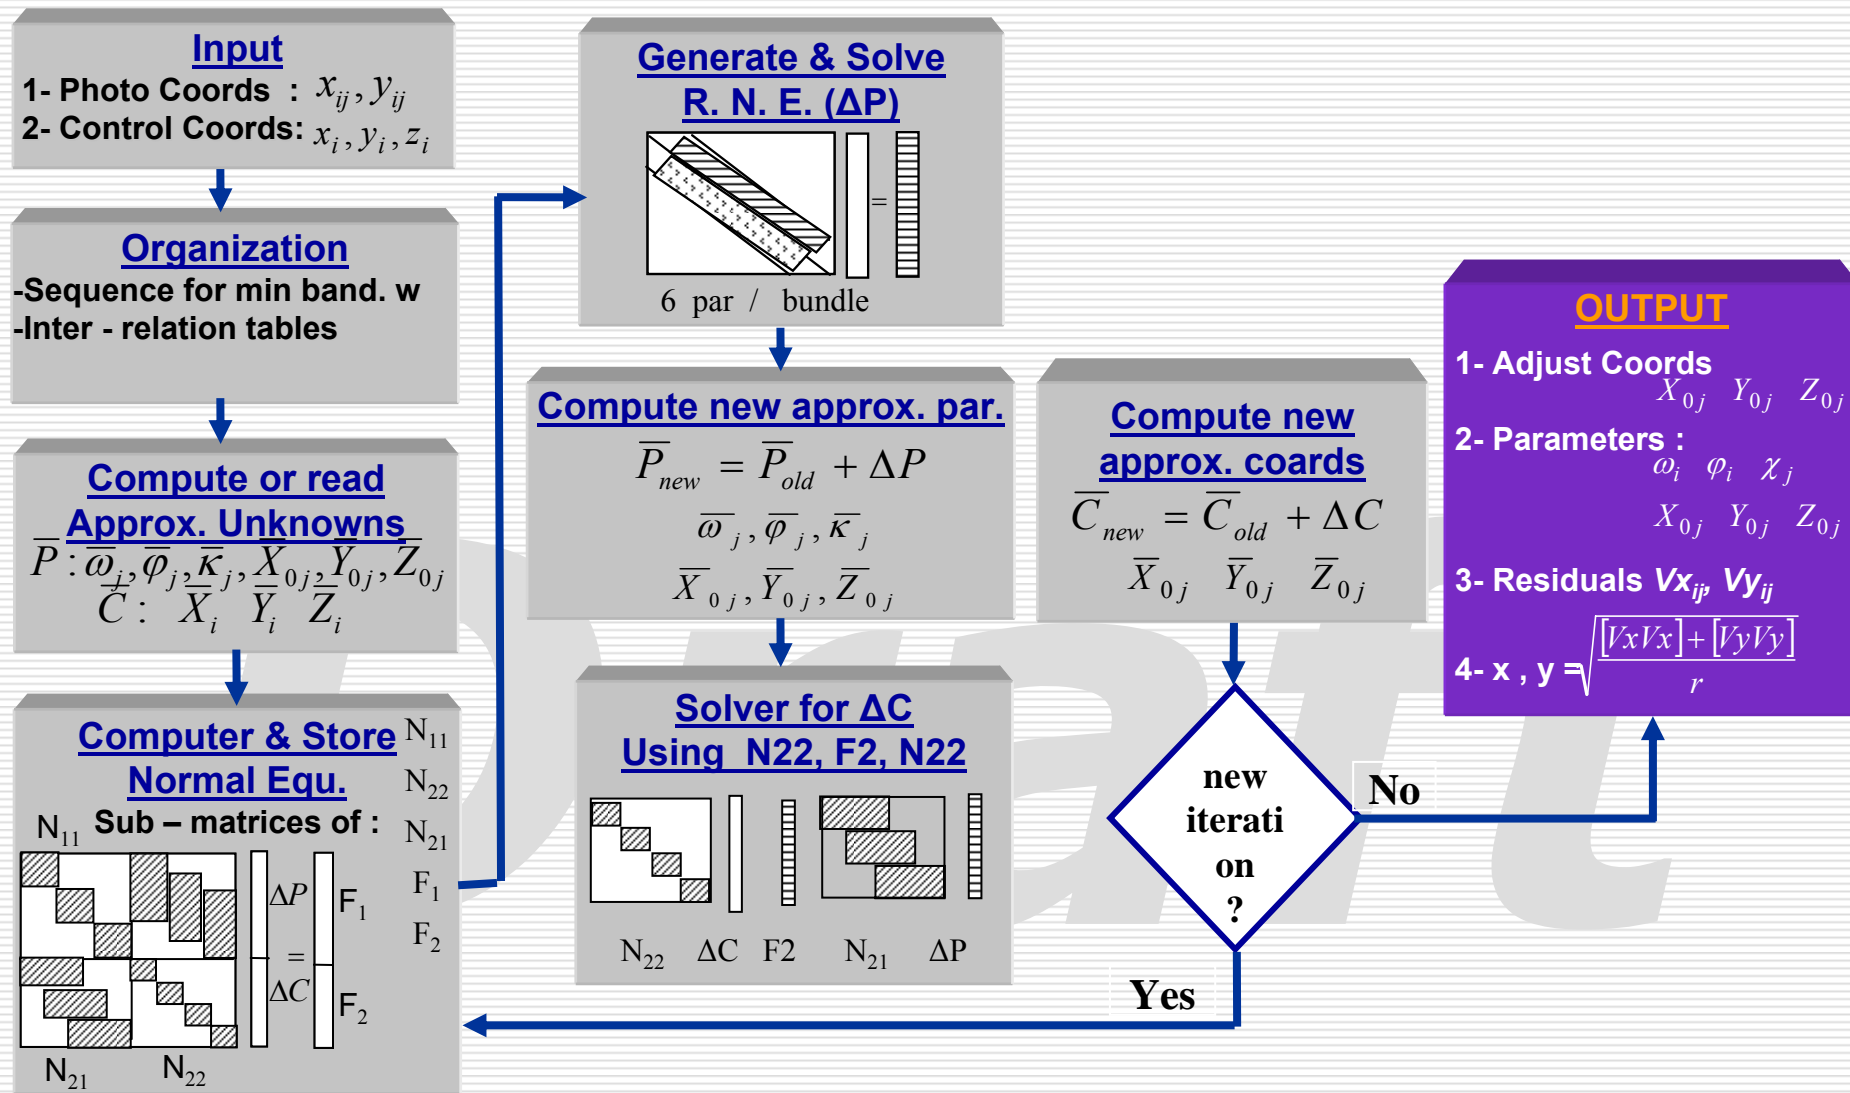 Input
1- Photo Coords : x_ij, y_ij
2- Control Coords: x_i, y_i, z_i
Organization
-Sequence for min band. w
-Inter - relation tables
Compute or read
Approx. Unknowns
P̅ : ω̅_j, φ̅_j, κ̅_j, X̅_0j, Y̅_0j, Z̅_0j
C̅ : X̅_i Y̅_i Z̅_i
Computer & Store
Normal Equ.
Sub – matrices of :
N₁₁
N₂₂
N₂₁
F₁
F₂
N₁₁
ΔP
=
ΔC
F₁
F₂
N₂₁ N₂₂
Generate & Solve
R. N. E. (ΔP)
=
6 par / bundle
Compute new approx. par.
P̅_new = P̅_old + ΔP
ω̅_j, φ̅_j, κ̅_j
X̅_0j, Y̅_0j, Z̅_0j
Solver for ΔC
Using N22, F2, N22
N₂₂ ΔC F2 N₂₁ ΔP
Compute new
approx. coards
C̅_new = C̅_old + ΔC
X̅_0j Y̅_0j Z̅_0j
new
iterati
on
?
No
Yes
OUTPUT
1- Adjust Coords
X_0j Y_0j Z_0j
2- Parameters :
ω_i φ_i χ_j
X_0j Y_0j Z_0j
3- Residuals Vx_ij, Vy_ij
4- x , y = √(([VxVx]+[VyVy])/r)
Draft